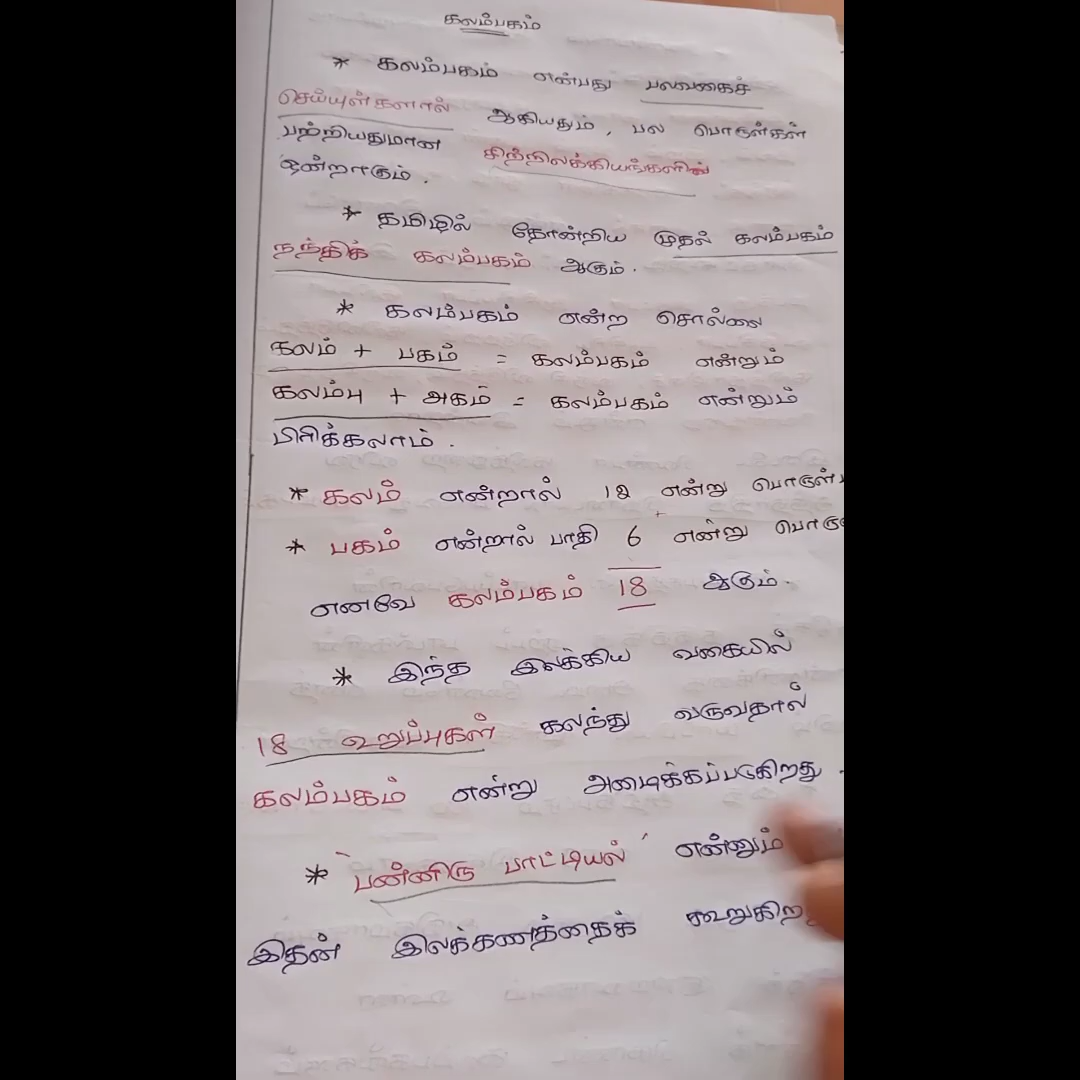 கலம்பகம்
* கலம்பகம் என்பது பலவகைச்
செய்யுள்களால் ஆகியதும், பல பொருள்கள்
பற்றியதுமான சிற்றிலக்கியங்களின்
ஒன்றாகும்.
* தமிழில் தோன்றிய முதல் கலம்பகம்
நந்திக் கலம்பகம் ஆகும்.
* கலம்பகம் என்ற சொல்லை
கலம் + பகம் = கலம்பகம் என்றும்
கலம்பு + அகம் = கலம்பகம் என்றும்
பிரிக்கலாம்.
* கலம் என்றால் 12 என்று பொருள்
* பகம் என்றால் பாதி 6 என்று
எனவே கலம்பகம் 18 ஆகும்.
* இந்த இலக்கிய வகையில்
18 உறுப்புகள் கலந்து வருவதால்
கலம்பகம் என்று அழைக்கப்படுகிறது.
* 'பன்னிரு பாட்டியல்' என்னும்
இதன் இலக்கணத்தைக்